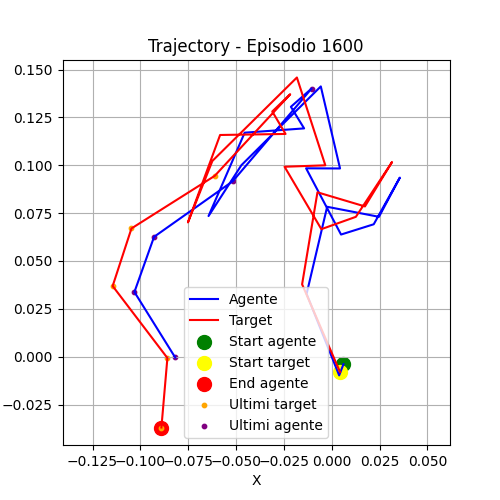 Trajectory - Episodio 1600
0.150
0.125
0.100
0.075
0.050
0.025
0.000
−0.025
Agente
Target
Start agente
Start target
End agente
Ultimi target
Ultimi agente
−0.125 −0.100 −0.075 −0.050 −0.025 0.000 0.025 0.050
X